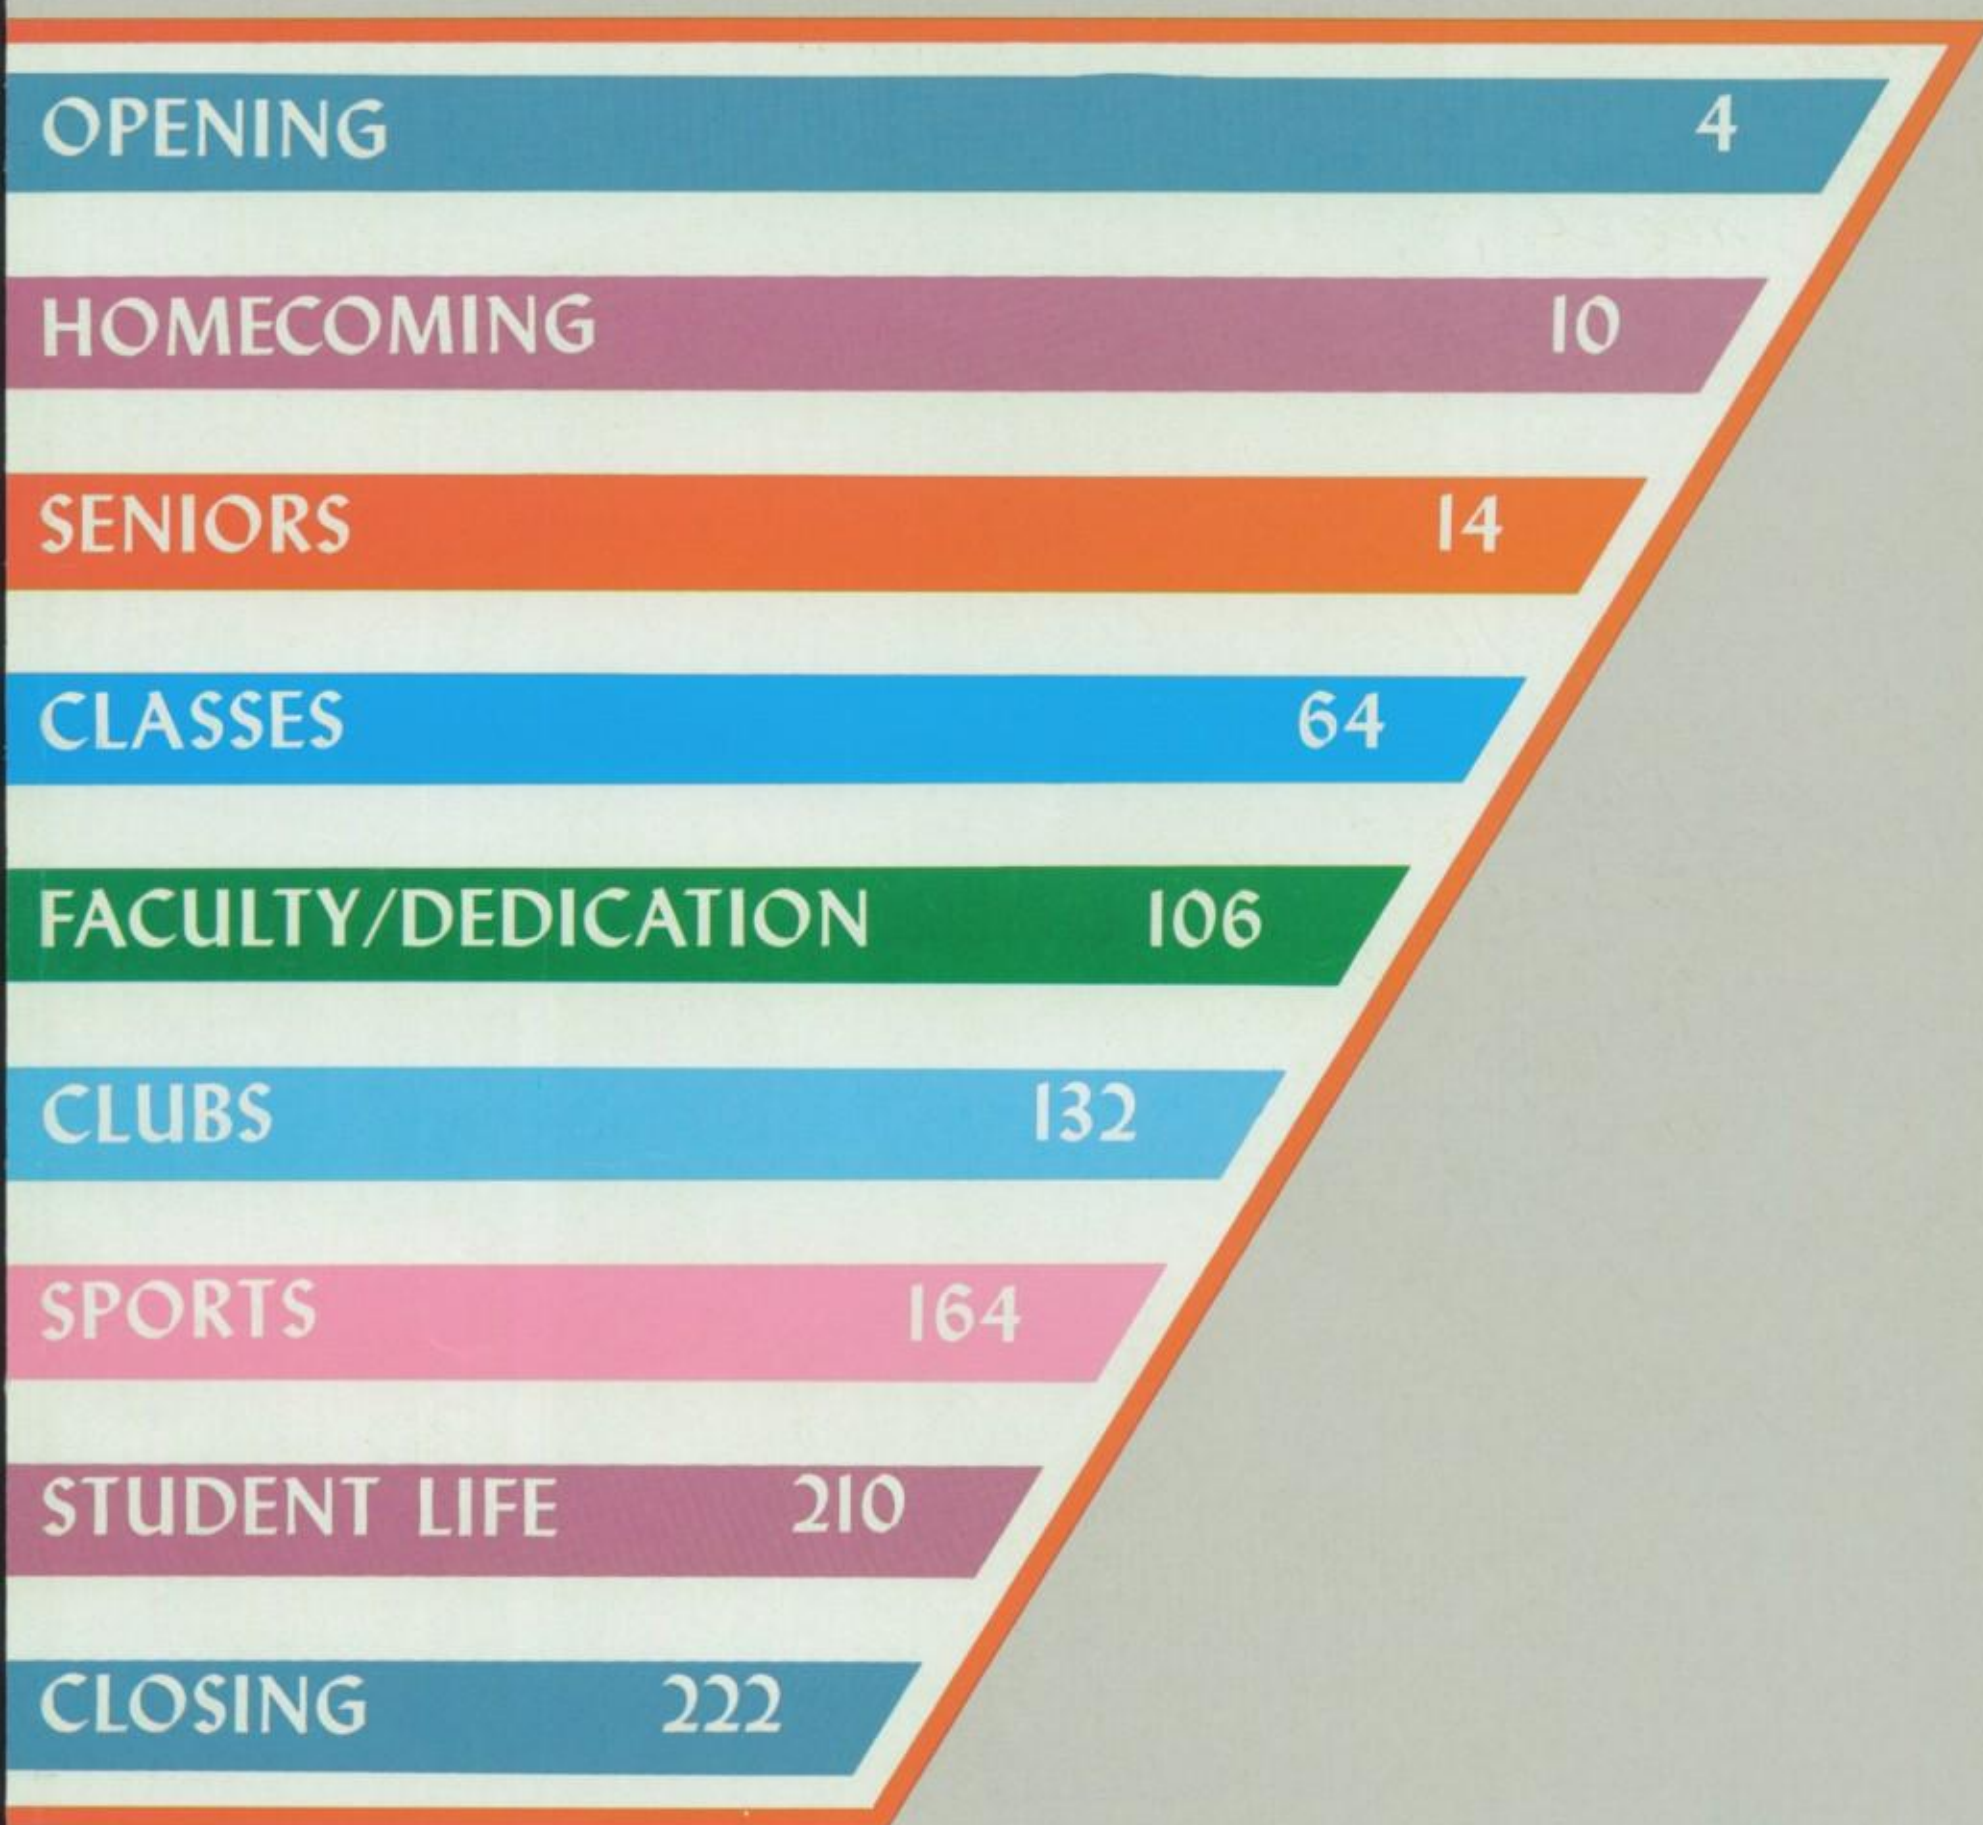 OPENING 4
HOMECOMING 10
SENIORS 14
CLASSES 64
FACULTY/DEDICATION 106
CLUBS 132
SPORTS 164
STUDENT LIFE 210
CLOSING 222